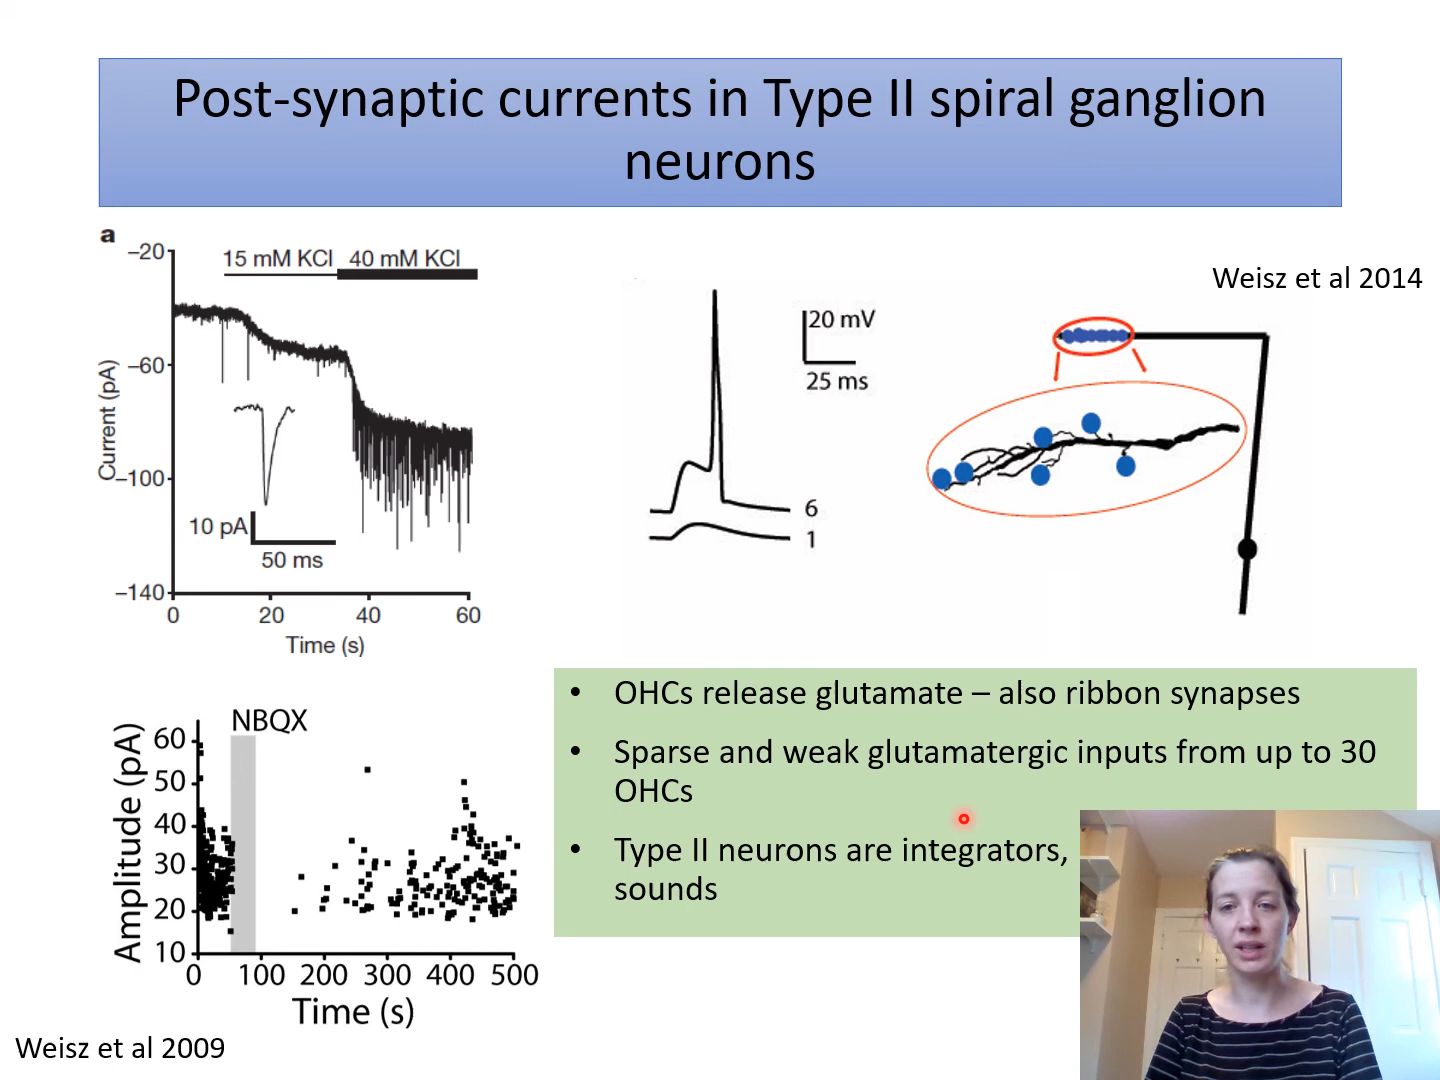 Post-synaptic currents in Type II spiral ganglion
neurons
a
−20
−60
−100
−140
Current (pA)
15 mM KCl
40 mM KCl
10 pA
50 ms
0
20
40
60
Time (s)
20 mV
25 ms
6
1
Weisz et al 2014
NBQX
Amplitude (pA)
60
50
40
30
20
10
0
100
200
300
400
500
Time (s)
Weisz et al 2009
• OHCs release glutamate – also ribbon synapses
• Sparse and weak glutamatergic inputs from up to 30
OHCs
• Type II neurons are integrators,
sounds